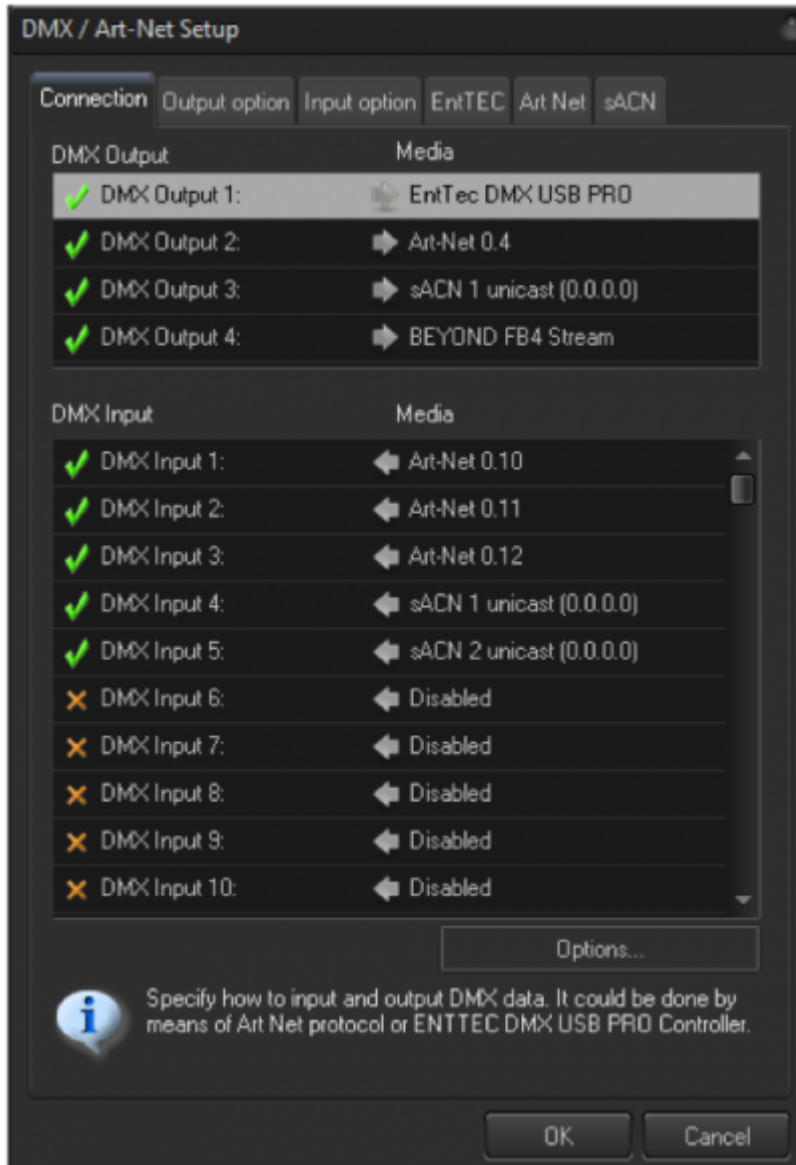 DMX / Art-Net Setup
Connection Output option Input option EntTEC Art Net sACN
DMX Output Media
DMX Output 1: EntTec DMX USB PRO
DMX Output 2: Art-Net 0.4
DMX Output 3: sACN 1 unicast (0.0.0.0)
DMX Output 4: BEYOND FB4 Stream
DMX Input Media
DMX Input 1: Art-Net 0.10
DMX Input 2: Art-Net 0.11
DMX Input 3: Art-Net 0.12
DMX Input 4: sACN 1 unicast (0.0.0.0)
DMX Input 5: sACN 2 unicast (0.0.0.0)
DMX Input 6: Disabled
DMX Input 7: Disabled
DMX Input 8: Disabled
DMX Input 9: Disabled
DMX Input 10: Disabled
Options...
Specify how to input and output DMX data. It could be done by
means of Art Net protocol or ENTTEC DMX USB PRO Controller.
OK Cancel